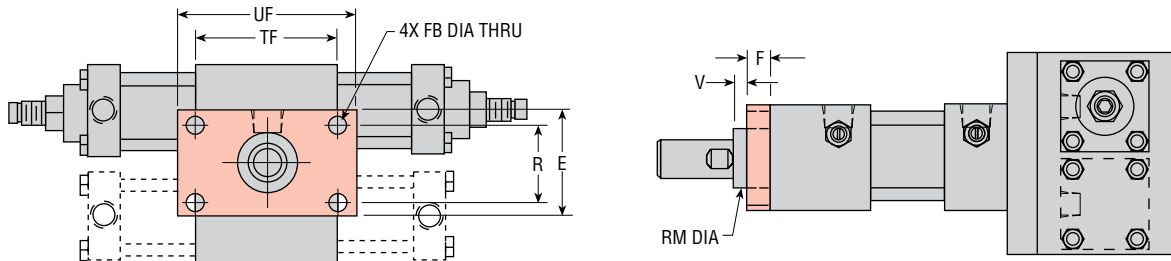 UF
TF
4X FB DIA THRU
R
E
F
V
RM DIA